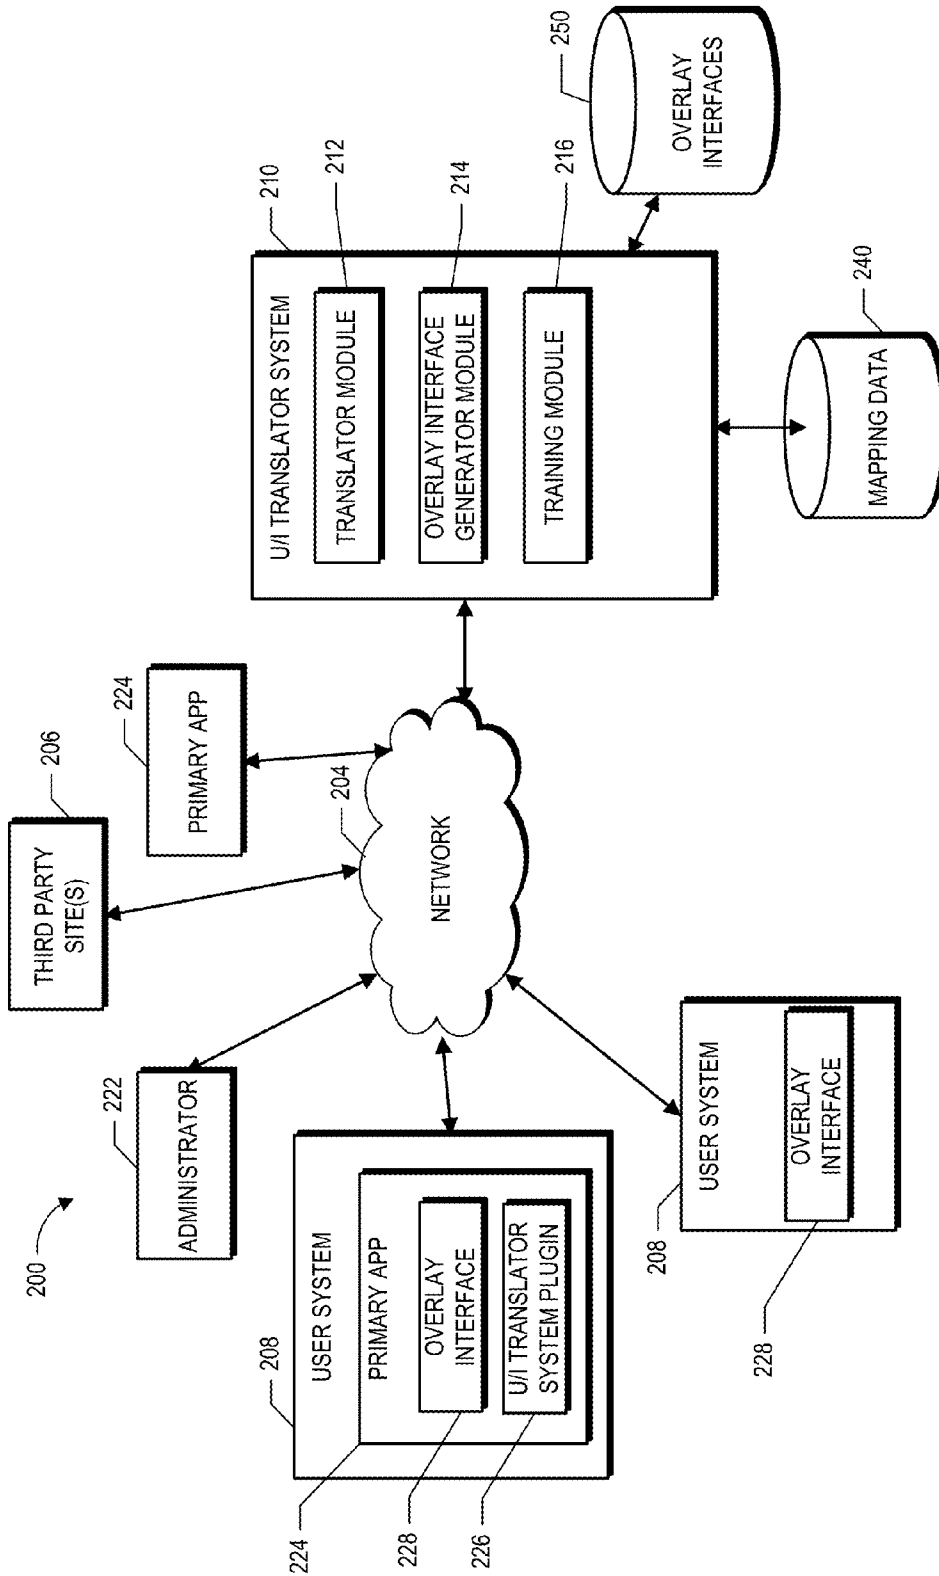 200
222
ADMINISTRATOR
THIRD PARTY
SITE(S)
206
PRIMARY APP
224
204
NETWORK
208
USER SYSTEM
PRIMARY APP
224
OVERLAY
INTERFACE
228
U/I TRANSLATOR
SYSTEM PLUGIN
226
USER SYSTEM
208
OVERLAY
INTERFACE
228
210
U/I TRANSLATOR SYSTEM
TRANSLATOR MODULE
212
OVERLAY INTERFACE
GENERATOR MODULE
214
TRAINING MODULE
216
250
OVERLAY
INTERFACES
240
MAPPING DATA